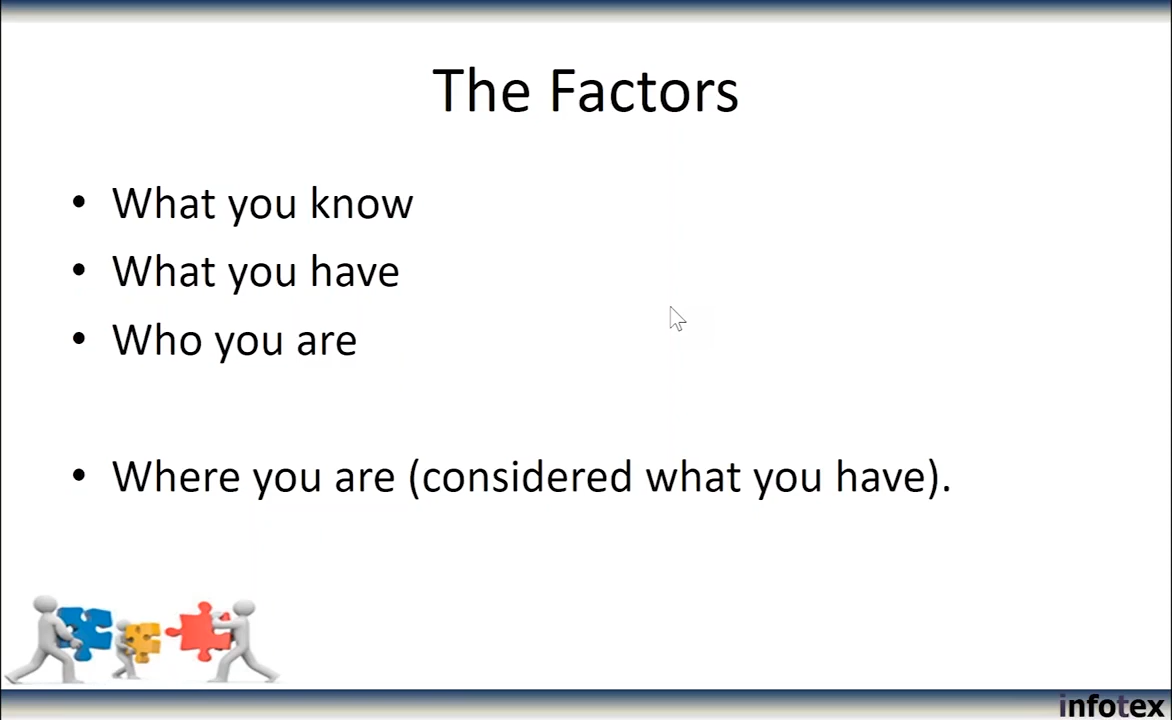 The Factors
• What you know
• What you have
• Who you are
• Where you are (considered what you have).
infotex